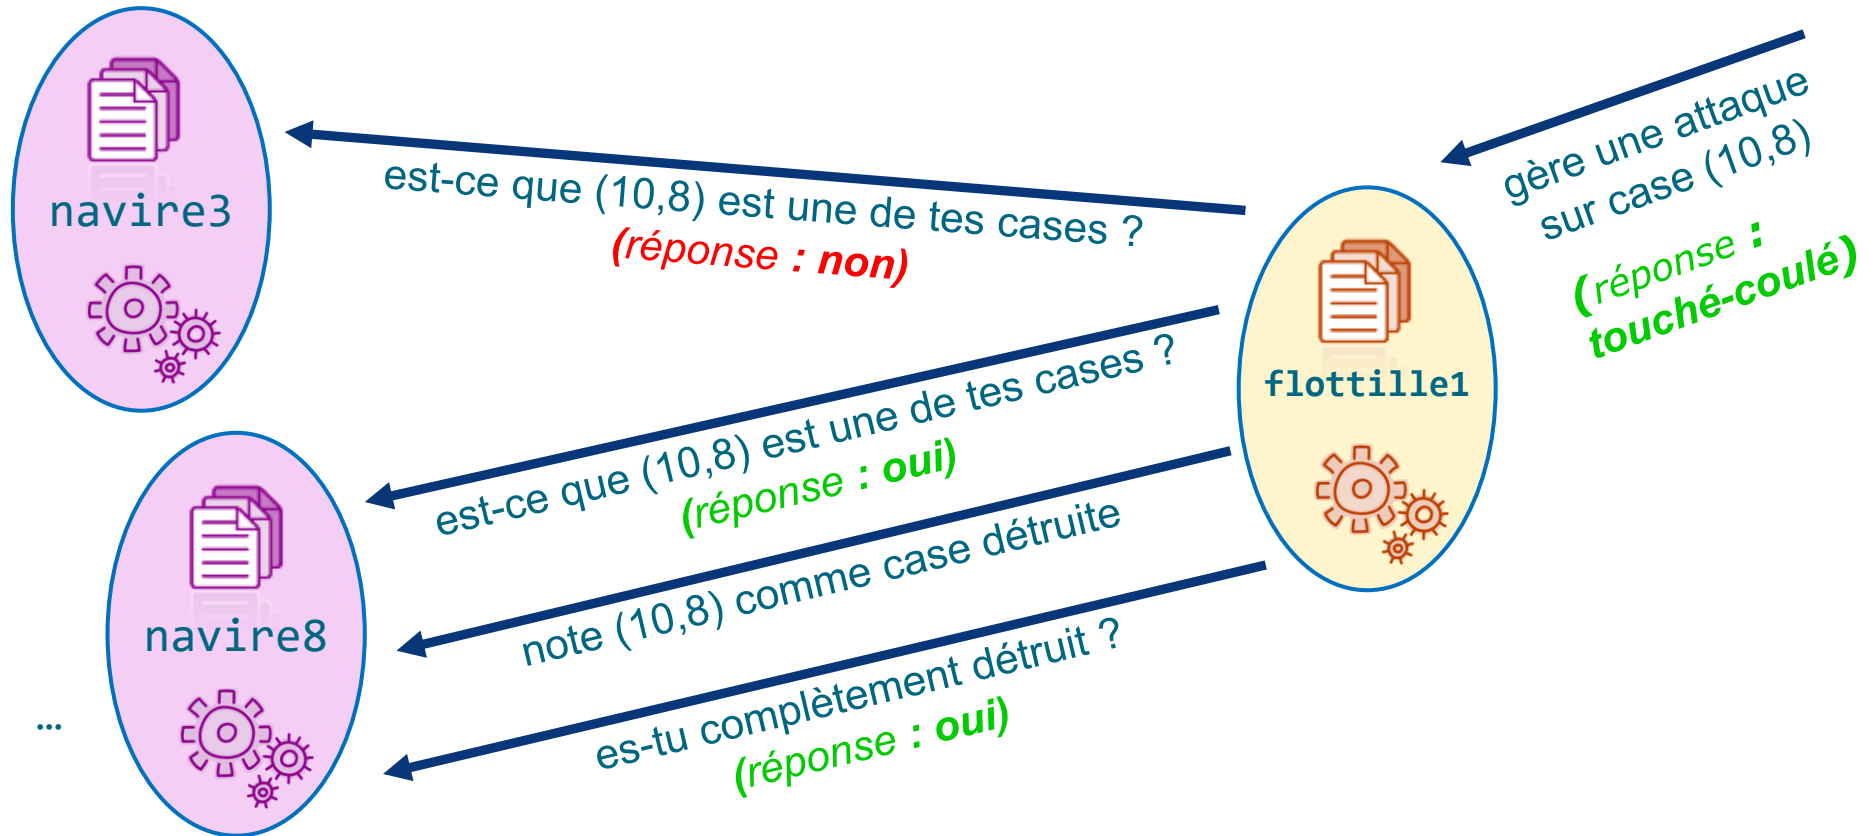 gère une attaque
sur case (10,8)
(réponse :
touché-coulé)
navire3
est-ce que (10,8) est une de tes cases ?
(réponse : non)
flottille1
est-ce que (10,8) est une de tes cases ?
(réponse : oui)
note (10,8) comme case détruite
navire8
es-tu complètement détruit ?
(réponse : oui)
...